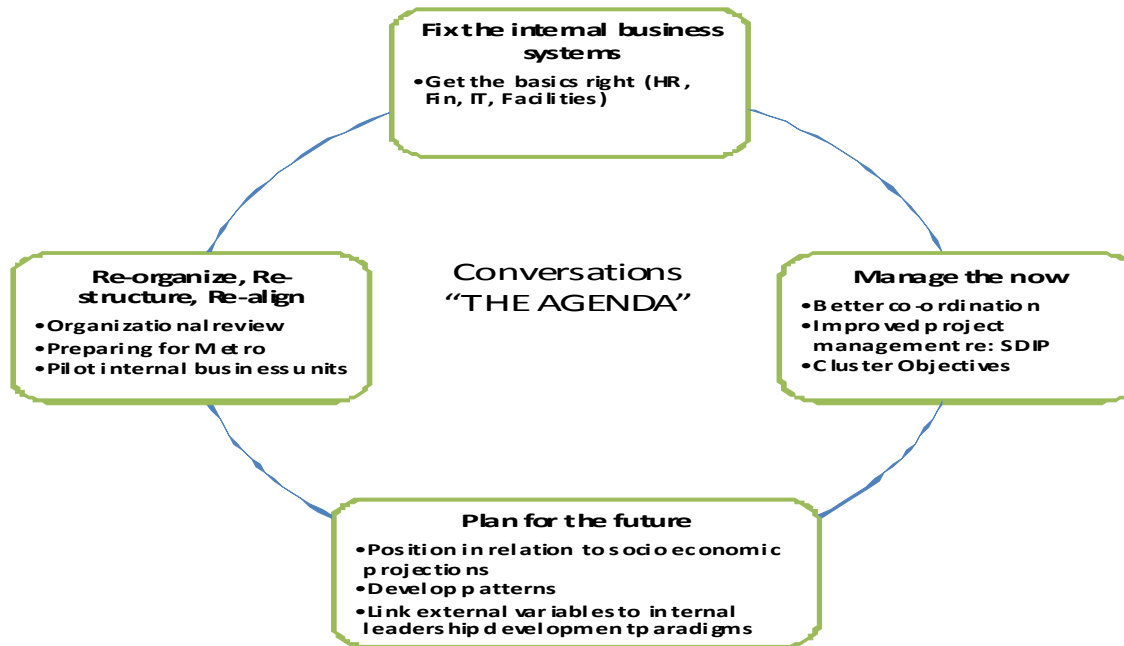 Fix the internal business
systems
•Get the basics right (HR,
Fin, IT, Facilities)
Conversations
“THE AGENDA”
Manage the now
•Better co-ordination
•Improved project
management re: SDIP
•Cluster Objectives
Plan for the future
•Position in relation to socio economic
projections
•Develop patterns
•Link external variables to internal
leadership development paradigms
Re-organize, Re-
structure, Re-align
•Organizational review
•Preparing for Metro
•Pilot internal business units